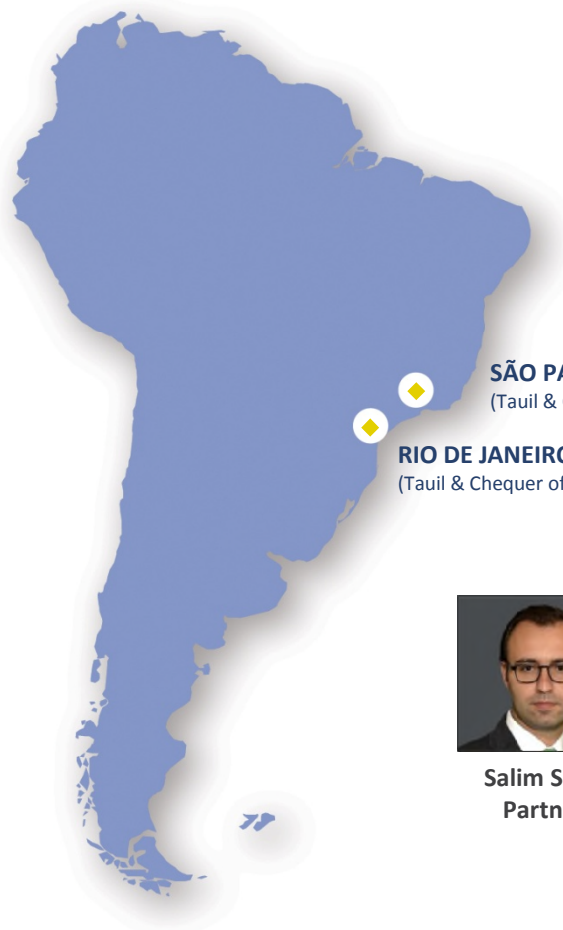 SÃO PA
(Tauil &
RIO DE JANEIRO
(Tauil & Chequer of
Salim S
Partn